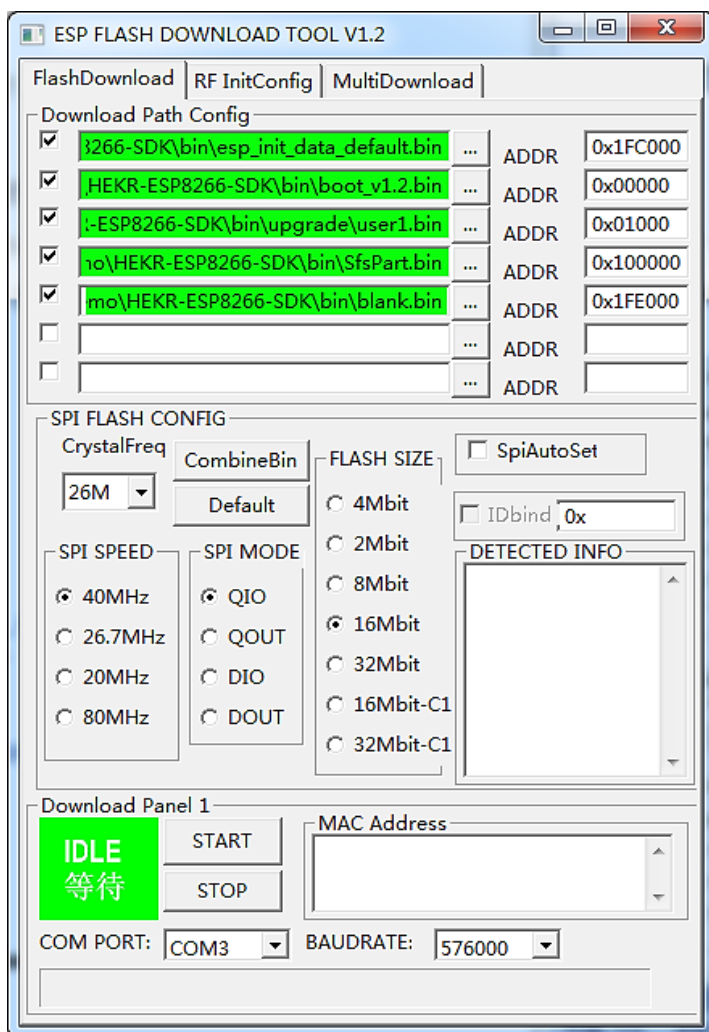 ESP FLASH DOWNLOAD TOOL V1.2
FlashDownload RF InitConfig MultiDownload
Download Path Config
3266-SDK\bin\esp_init_data_default.bin ... ADDR 0x1FC000
HEKR-ESP8266-SDK\bin\boot_v1.2.bin ... ADDR 0x00000
-ESP8266-SDK\bin\upgrade\user1.bin ... ADDR 0x01000
no\HEKR-ESP8266-SDK\bin\SfsPart.bin ... ADDR 0x100000
emo\HEKR-ESP8266-SDK\bin\blank.bin ... ADDR 0x1FE000
... ADDR
... ADDR
SPI FLASH CONFIG
CrystalFreq
26M
CombineBin
Default
SPI SPEED
40MHz
26.7MHz
20MHz
80MHz
SPI MODE
QIO
QOUT
DIO
DOUT
FLASH SIZE
4Mbit
2Mbit
8Mbit
16Mbit
32Mbit
16Mbit-C1
32Mbit-C1
SpiAutoSet
IDbind 0x
DETECTED INFO
Download Panel 1
IDLE
等待
START
STOP
MAC Address
COM PORT: COM3 BAUDRATE: 576000